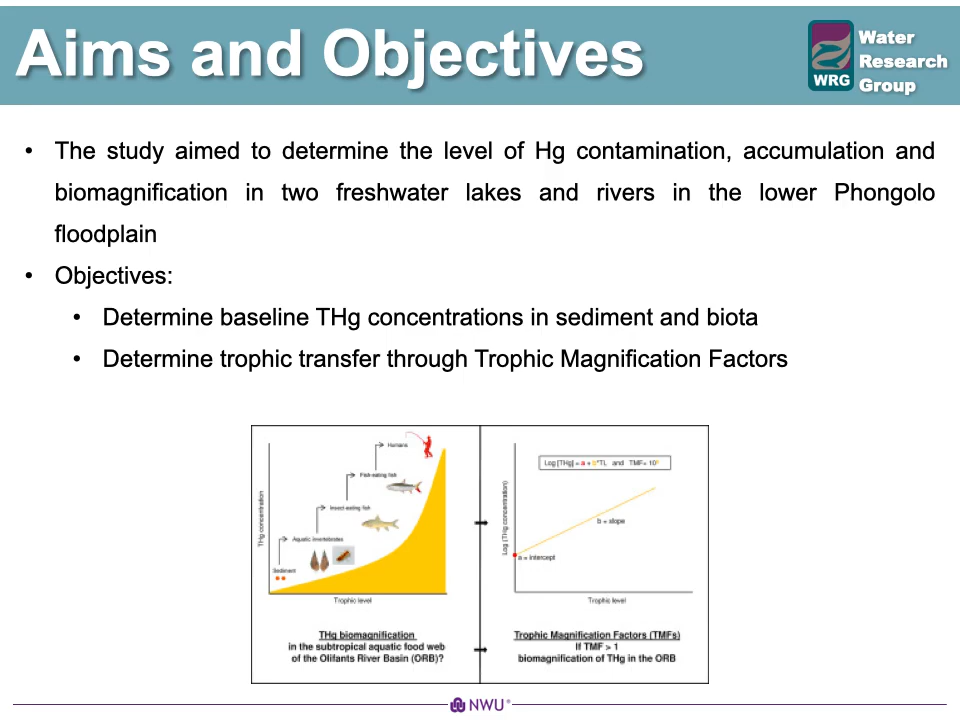 Aims and Objectives
Water
Research
Group
WRG
• The study aimed to determine the level of Hg contamination, accumulation and
biomagnification in two freshwater lakes and rivers in the lower Phongolo
floodplain
• Objectives:
• Determine baseline THg concentrations in sediment and biota
• Determine trophic transfer through Trophic Magnification Factors
Humans
Fish-eating fish
Insect-eating fish
Aquatic invertebrates
Sediment
THg concentration
Trophic level
THg biomagnification
in the subtropical aquatic food web
of the Olifants River Basin (ORB)?
Log [THg] = a + b*TL and TMF= 10ᵇ
b = slope
a = intercept
Log (THg concentration)
Trophic level
Trophic Magnification Factors (TMFs)
If TMF > 1
biomagnification of THg in the ORB
NWU®